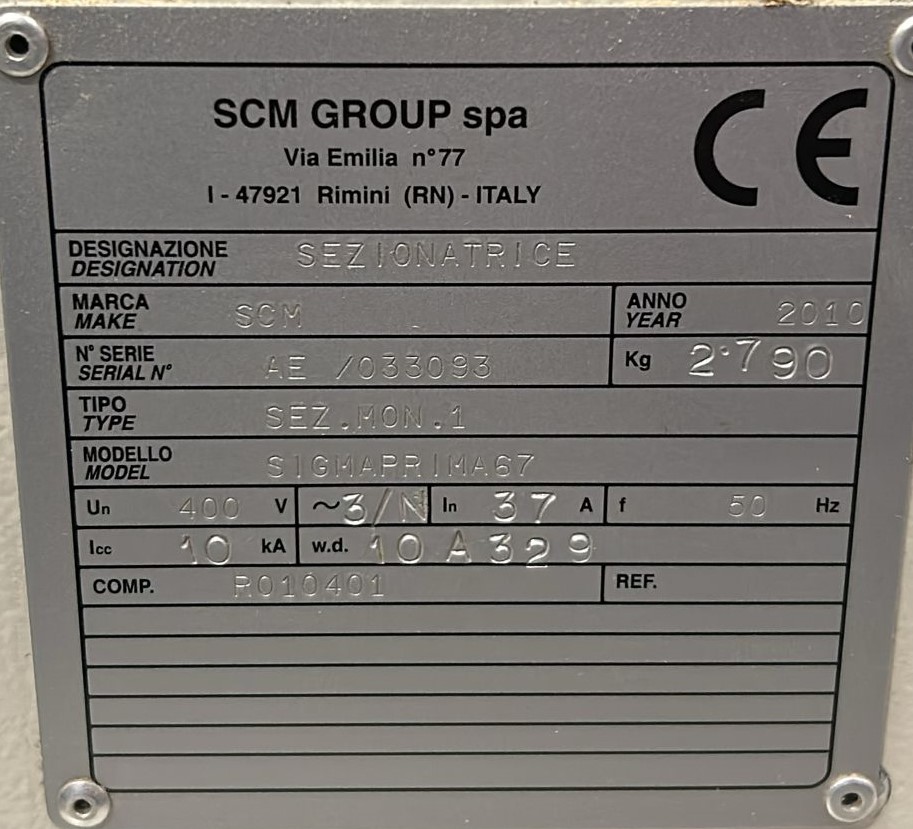 SCM GROUP spa
CE
Via Emilia n°77
I - 47921 Rimini (RN) - ITALY
DESIGNAZIONE SEZIONATRICE
DESIGNATION
MARCA SCM ANNO 2010
MAKE YEAR
N° SERIE AE /033093 Kg 2.790
SERIAL N°
TIPO SEZ.MON.1
TYPE
MODELLO SIGMAPRIMA67
MODEL
Un 400 V ~3/N In 37 A f 50 Hz
Icc 10 kA w.d. 10A329
COMP. R010401 REF.